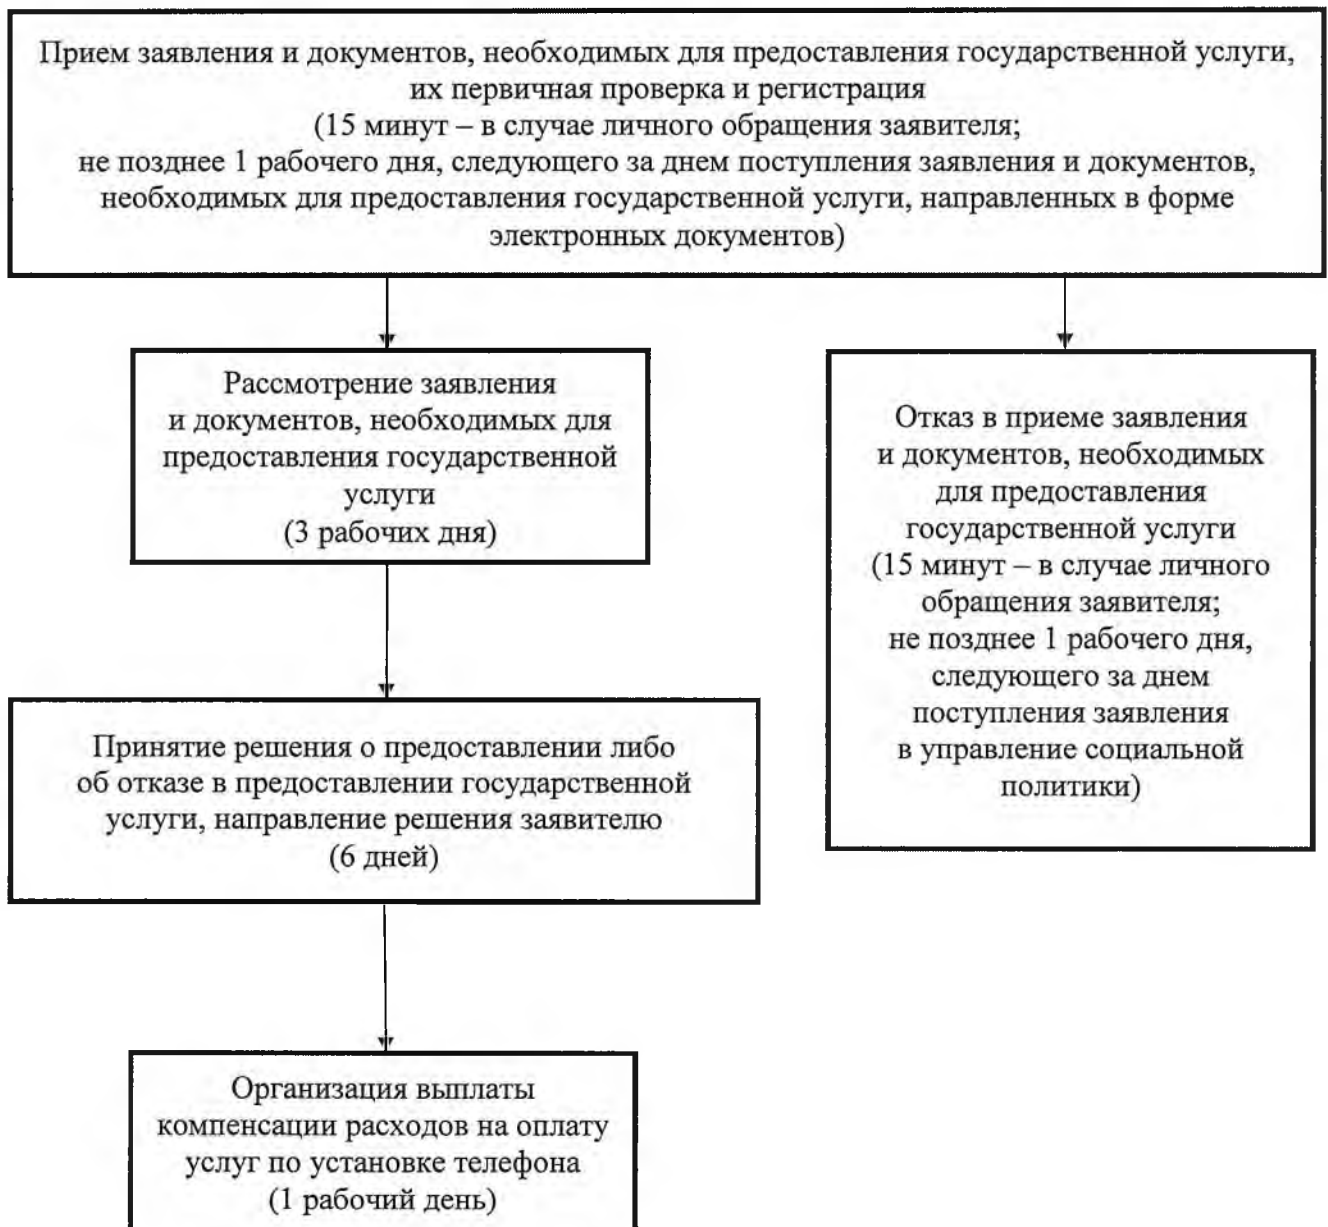 Прием заявления и документов, необходимых для предоставления государственной услуги,
их первичная проверка и регистрация
(15 минут – в случае личного обращения заявителя;
не позднее 1 рабочего дня, следующего за днем поступления заявления и документов,
необходимых для предоставления государственной услуги, направленных в форме
электронных документов)
Рассмотрение заявления
и документов, необходимых для
предоставления государственной
услуги
(3 рабочих дня)
Отказ в приеме заявления
и документов, необходимых
для предоставления
государственной услуги
(15 минут – в случае личного
обращения заявителя;
не позднее 1 рабочего дня,
следующего за днем
поступления заявления
в управление социальной
политики)
Принятие решения о предоставлении либо
об отказе в предоставлении государственной
услуги, направление решения заявителю
(6 дней)
Организация выплаты
компенсации расходов на оплату
услуг по установке телефона
(1 рабочий день)